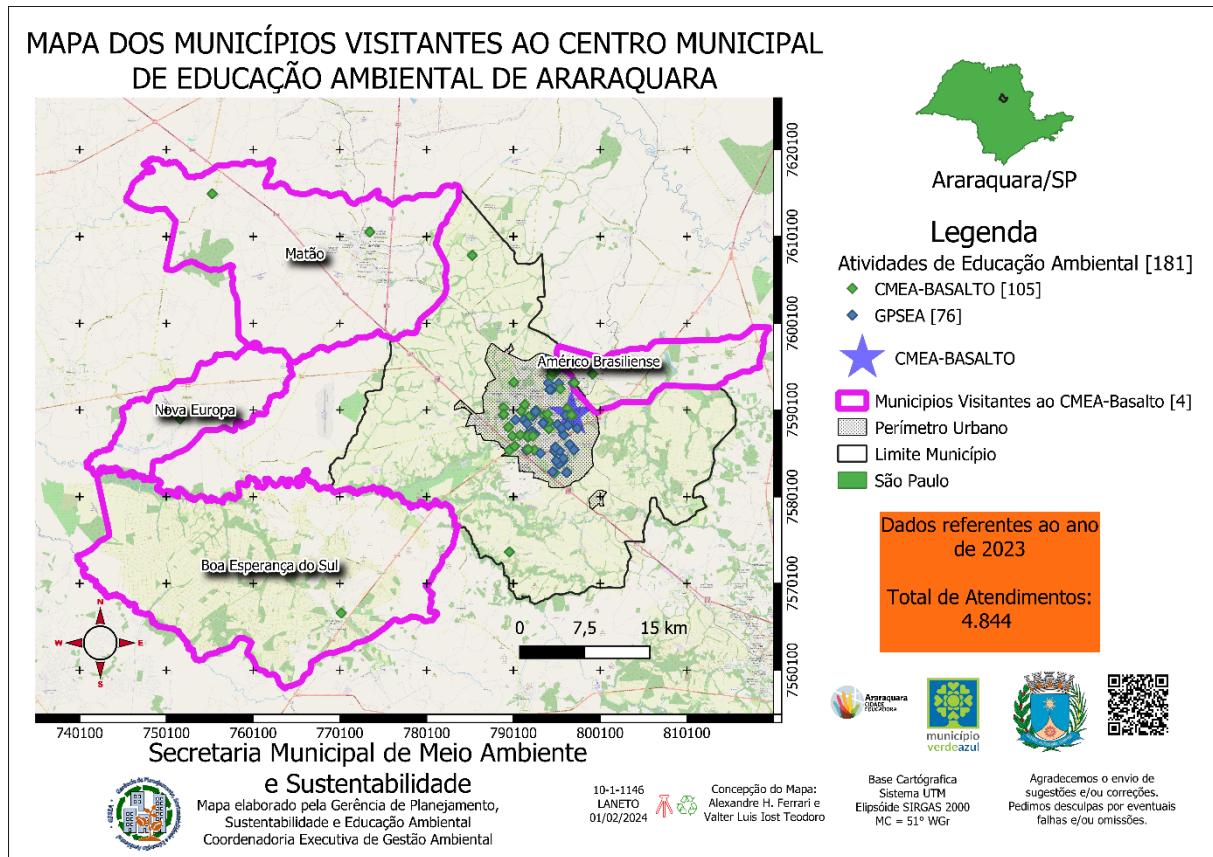 MAPA DOS MUNICÍPIOS VISITANTES AO CENTRO MUNICIPAL
DE EDUCAÇÃO AMBIENTAL DE ARARAQUARA
Matão
Américo Brasiliense
Nova Europa
Boa Esperança do Sul
N
W
E
S
0 7,5 15 km
7620100
7610100
7600100
7590100
7580100
7570100
7560100
740100 750100 760100 770100 780100 791100 800100 810100
Araraquara/SP
Legenda
Atividades de Educação Ambiental [181]
CMEA-BASALTO [105]
GPSEA [76]
CMEA-BASALTO
Municipios Visitantes ao CMEA-Basalto [4]
Perímetro Urbano
Limite Município
São Paulo
Dados referentes ao ano
de 2023
Total de Atendimentos:
4.844
Araraquara
CIDADE
EDUCADORA
município
verdeazul
Secretaria Municipal de Meio Ambiente
e Sustentabilidade
Mapa elaborado pela Gerência de Planejamento,
Sustentabilidade e Educação Ambiental
Coordenadoria Executiva de Gestão Ambiental
10-1-1146
LANETO
01/02/2024
Concepção do Mapa:
Alexandre H. Ferrari e
Valter Luis Iost Teodoro
Base Cartógrafica
Sistema UTM
Elipsóide SIRGAS 2000
MC = 51º WGr
Agradecemos o envio de
sugestões e/ou correções.
Pedimos desculpas por eventuais
falhas e/ou omissões.